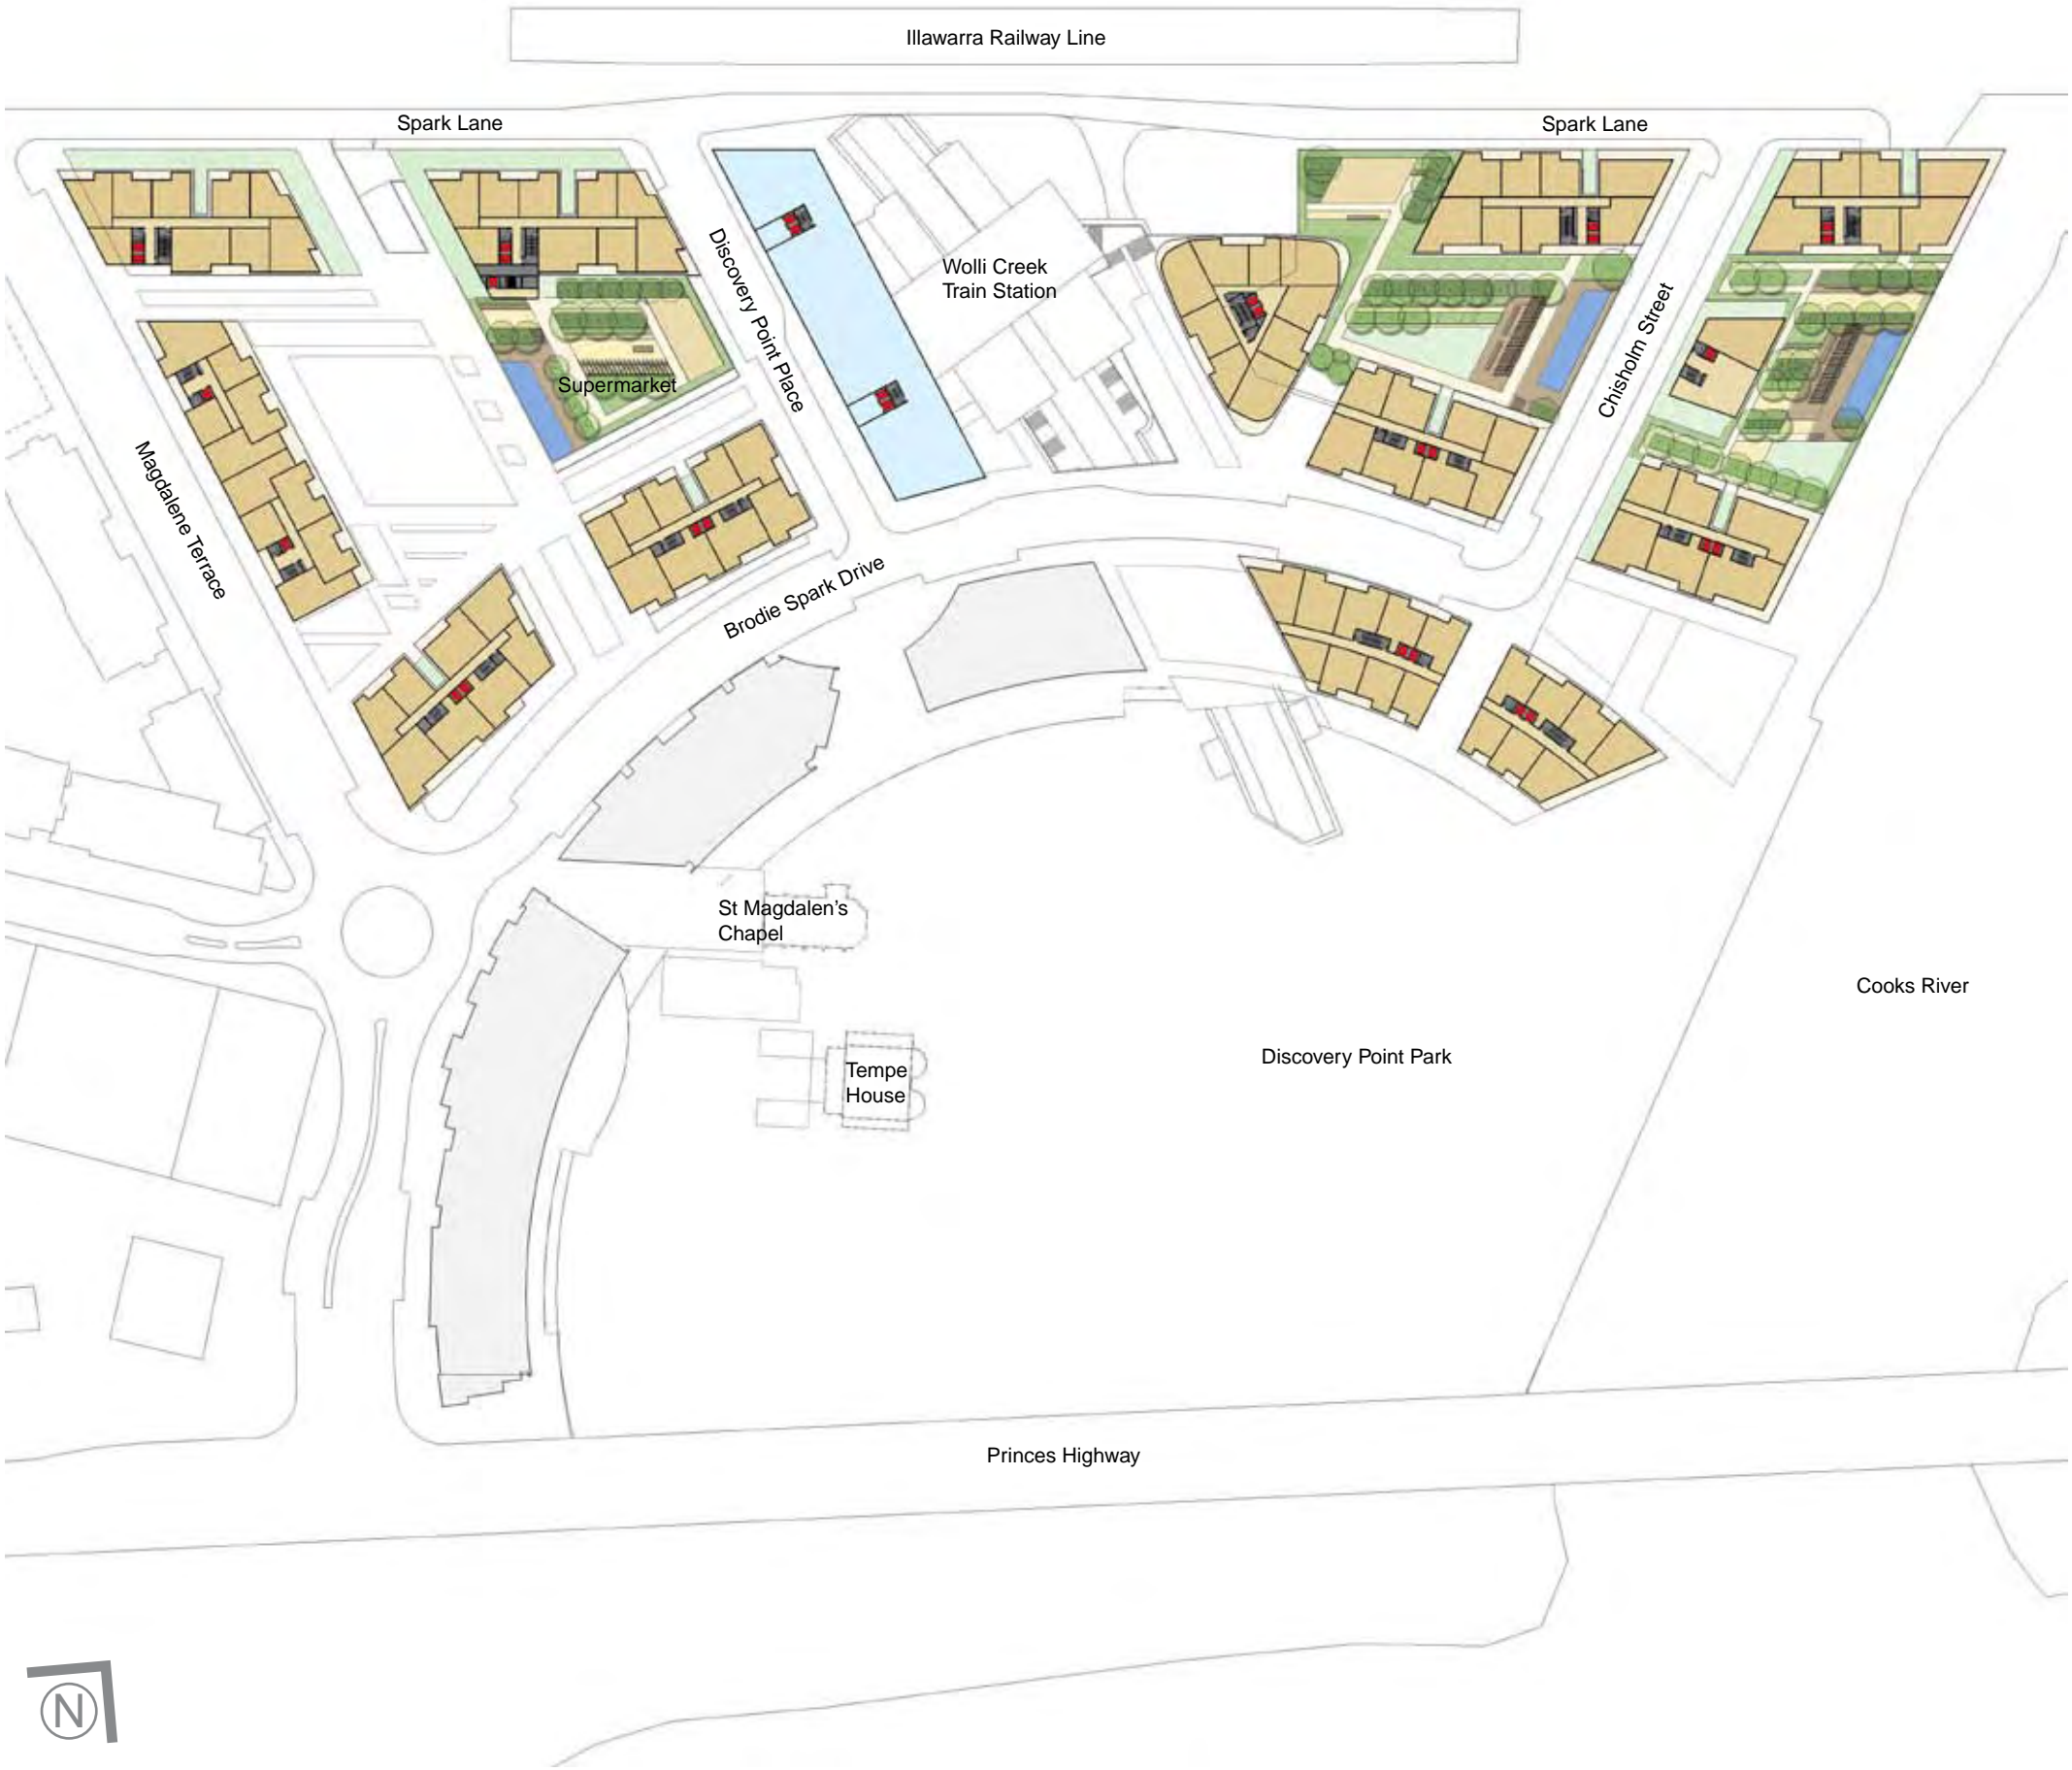 Illawarra Railway Line
Spark Lane
Spark Lane
Discovery Point Place
Wolli Creek
Train Station
Chisholm Street
Supermarket
Magdalene Terrace
Brodie Spark Drive
St Magdalen's
Chapel
Cooks River
Discovery Point Park
Tempe
House
Princes Highway
N